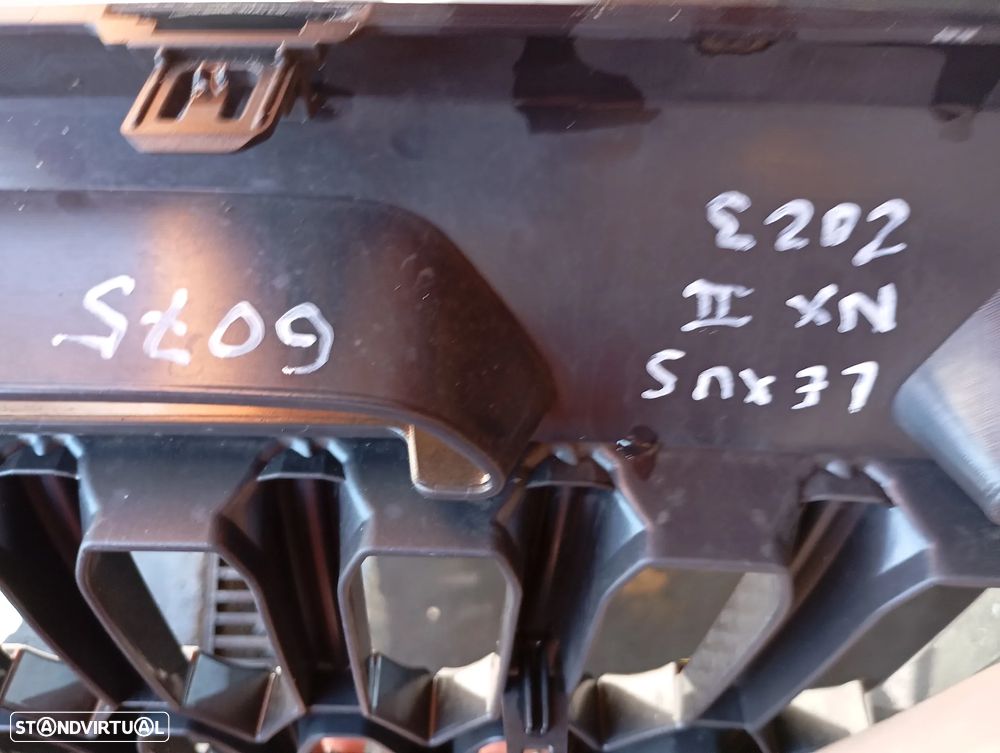 LEXUS
NX II
2023
6075
STANDVIRTUAL